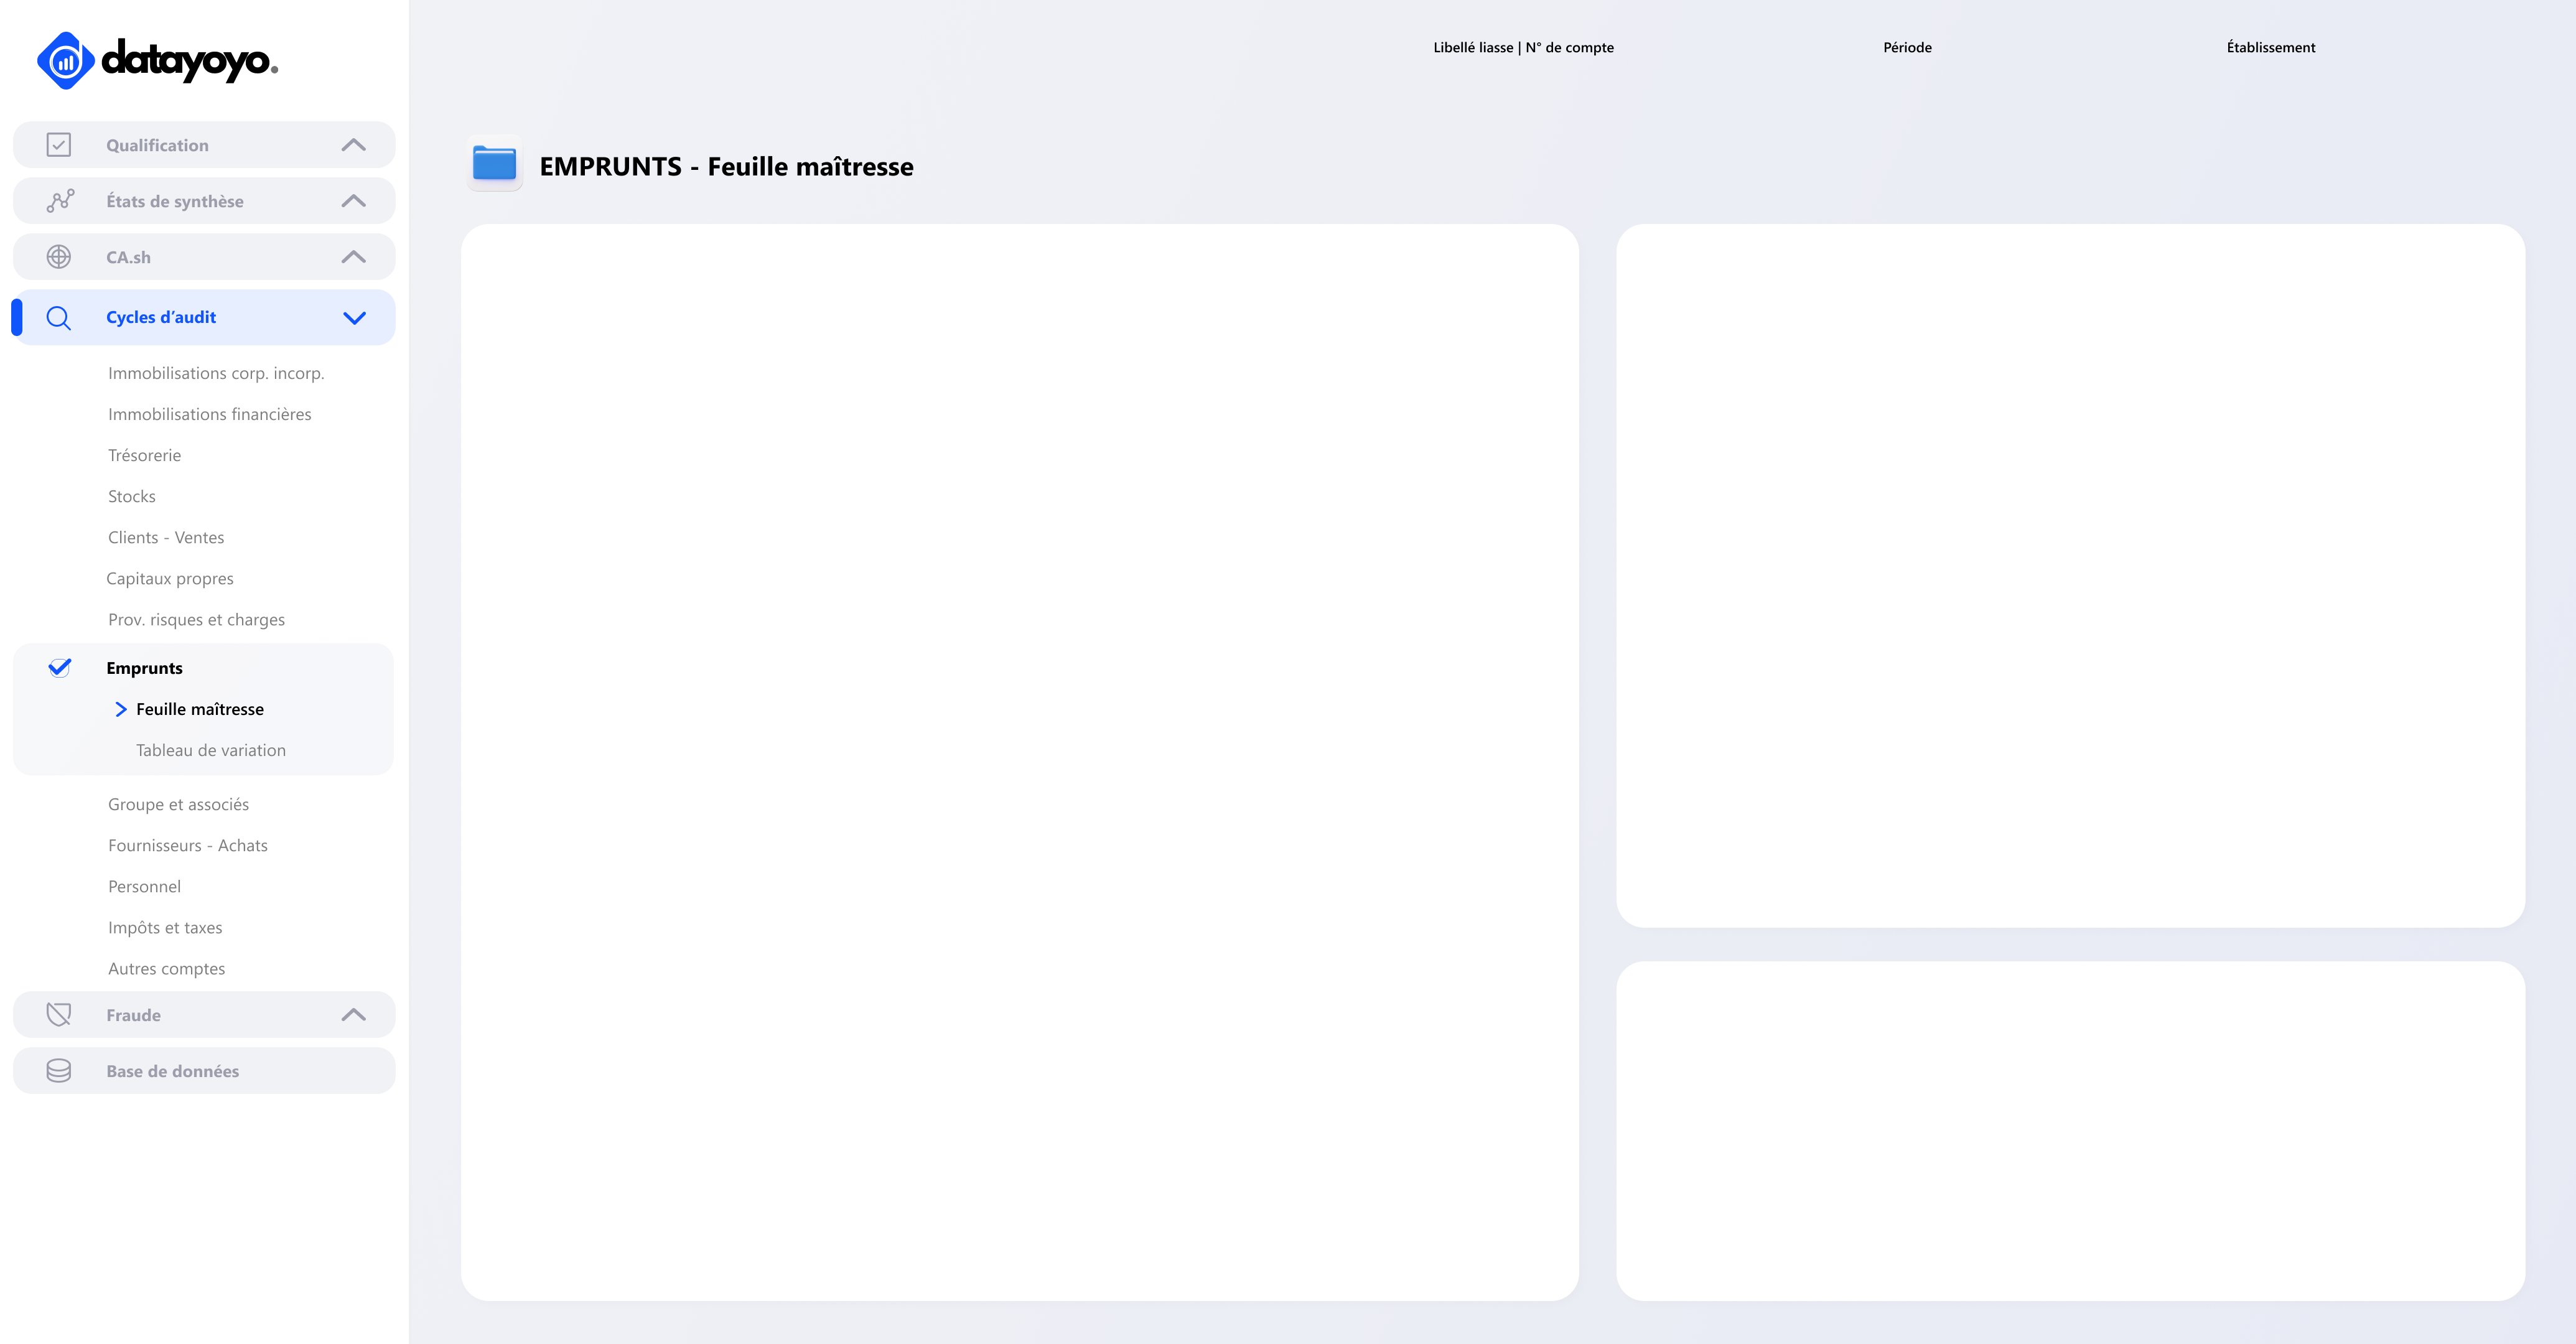 datayoyo.
Libellé liasse | N° de compte
Période
Établissement
Qualification
États de synthèse
CA.sh
Cycles d’audit
Immobilisations corp. incorp.
Immobilisations financières
Trésorerie
Stocks
Clients - Ventes
Capitaux propres
Prov. risques et charges
Emprunts
Feuille maîtresse
Tableau de variation
Groupe et associés
Fournisseurs - Achats
Personnel
Impôts et taxes
Autres comptes
Fraude
Base de données
EMPRUNTS - Feuille maîtresse